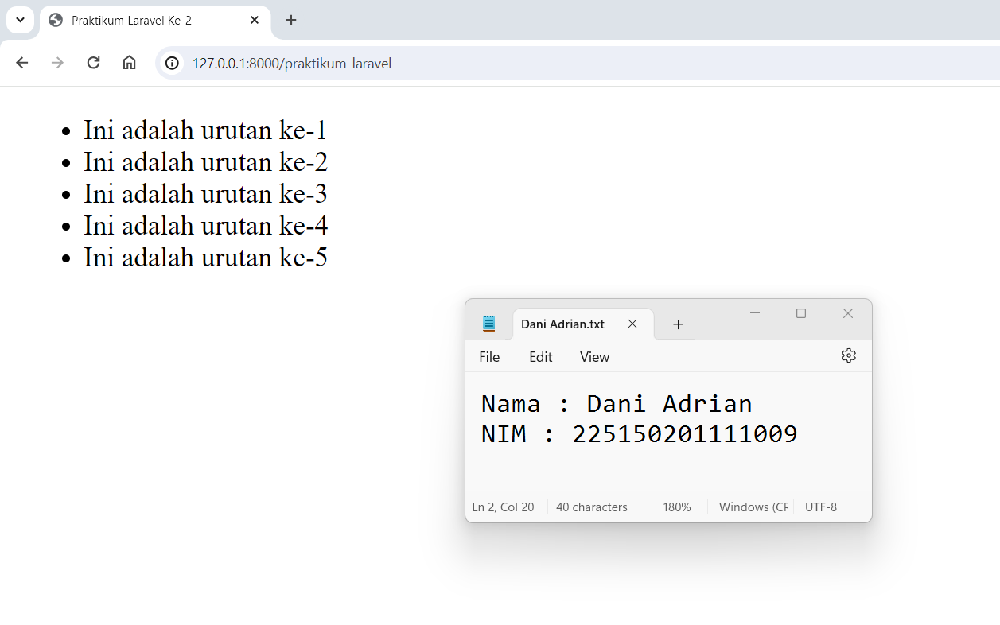 Praktikum Laravel Ke-2
127.0.0.1:8000/praktikum-laravel
Ini adalah urutan ke-1
Ini adalah urutan ke-2
Ini adalah urutan ke-3
Ini adalah urutan ke-4
Ini adalah urutan ke-5
Dani Adrian.txt
File Edit View
Nama : Dani Adrian
NIM : 225150201111009
Ln 2, Col 20 40 characters 180% Windows (CR UTF-8